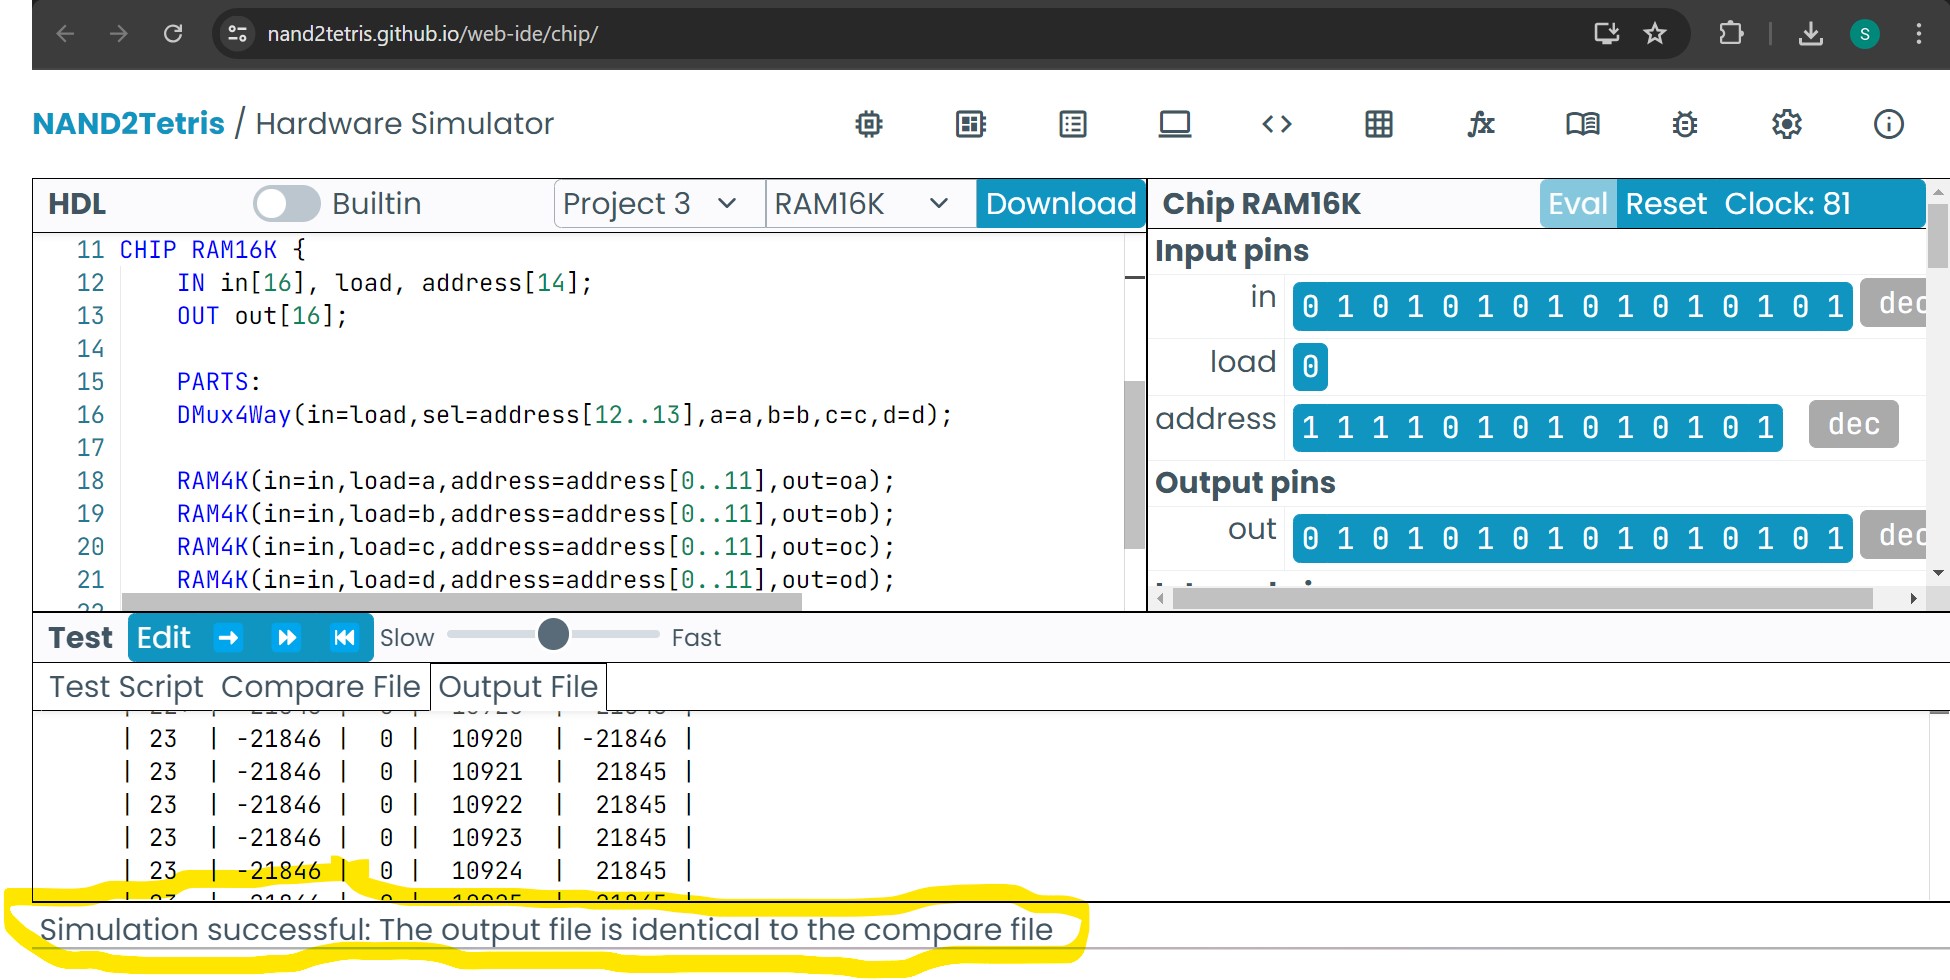 nand2tetris.github.io/web-ide/chip/
S
NAND2Tetris / Hardware Simulator
HDL Builtin Project 3 RAM16K Download
11 CHIP RAM16K {
12 IN in[16], load, address[14];
13 OUT out[16];
14
15 PARTS:
16 DMux4Way(in=load,sel=address[12..13],a=a,b=b,c=c,d=d);
17
18 RAM4K(in=in,load=a,address=address[0..11],out=oa);
19 RAM4K(in=in,load=b,address=address[0..11],out=ob);
20 RAM4K(in=in,load=c,address=address[0..11],out=oc);
21 RAM4K(in=in,load=d,address=address[0..11],out=od);
Chip RAM16K Eval Reset Clock: 81
Input pins
in 0 1 0 1 0 1 0 1 0 1 0 1 0 1 0 1 dec
load 0
address 1 1 1 1 0 1 0 1 0 1 0 1 0 1 dec
Output pins
out 0 1 0 1 0 1 0 1 0 1 0 1 0 1 0 1 dec
Test Edit Slow Fast
Test Script Compare File Output File
| 23 | -21846 | 0 | 10920 | -21846 |
| 23 | -21846 | 0 | 10921 | 21845 |
| 23 | -21846 | 0 | 10922 | 21845 |
| 23 | -21846 | 0 | 10923 | 21845 |
| 23 | -21846 | 0 | 10924 | 21845 |
Simulation successful: The output file is identical to the compare file